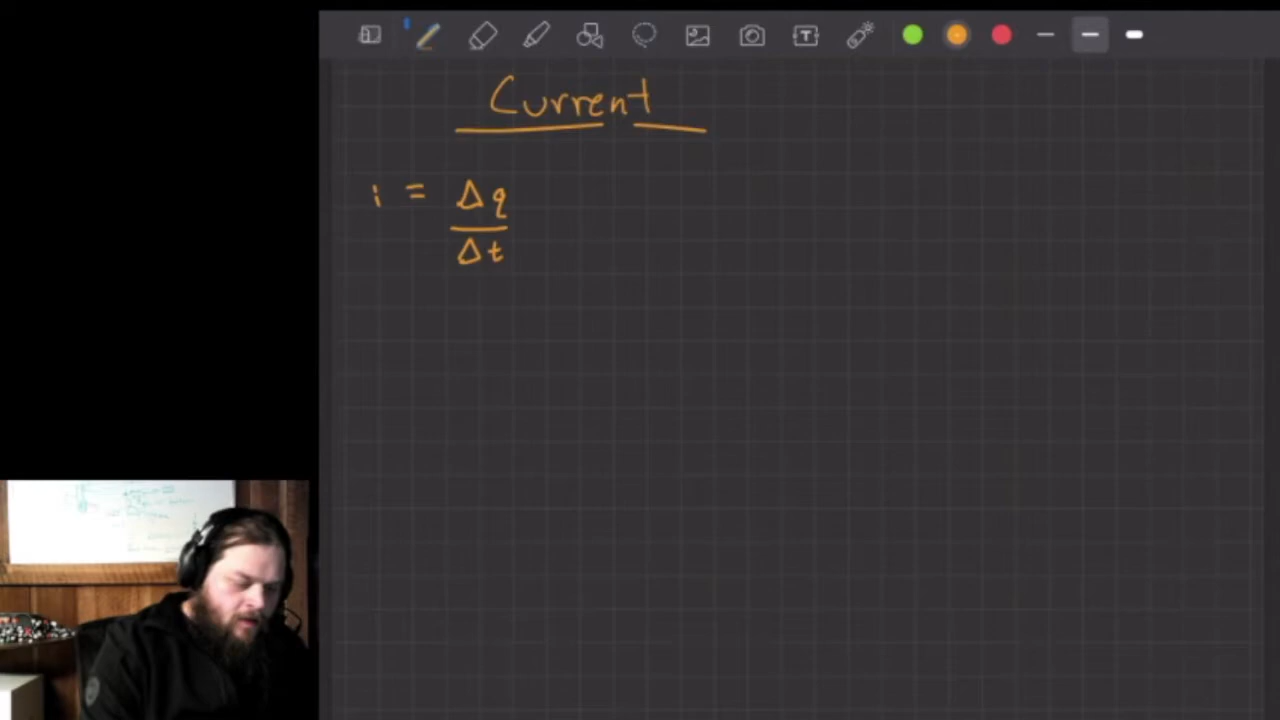 Current
i = Δq
Δt